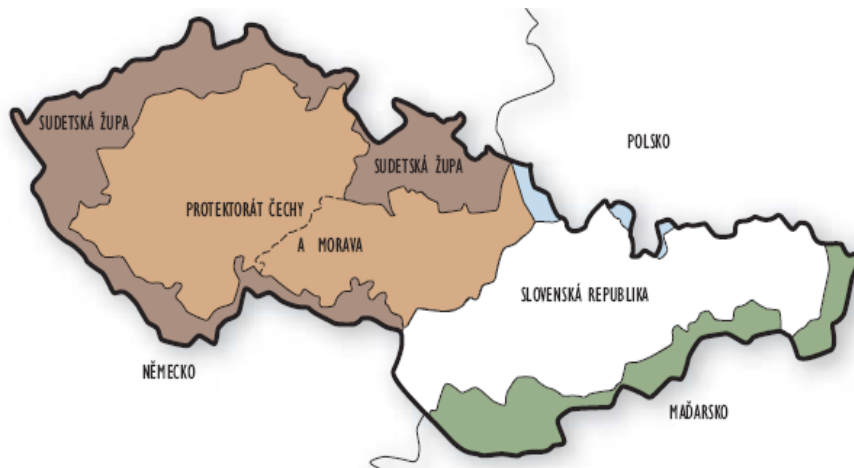 SUDETSKÁ ŽUPA
POLSKO
SUDETSKÁ ŽUPA
PROTEKTORÁT ČECHY
A MORAVA
SLOVENSKÁ REPUBLIKA
NĚMECKO
MAĎARSKO